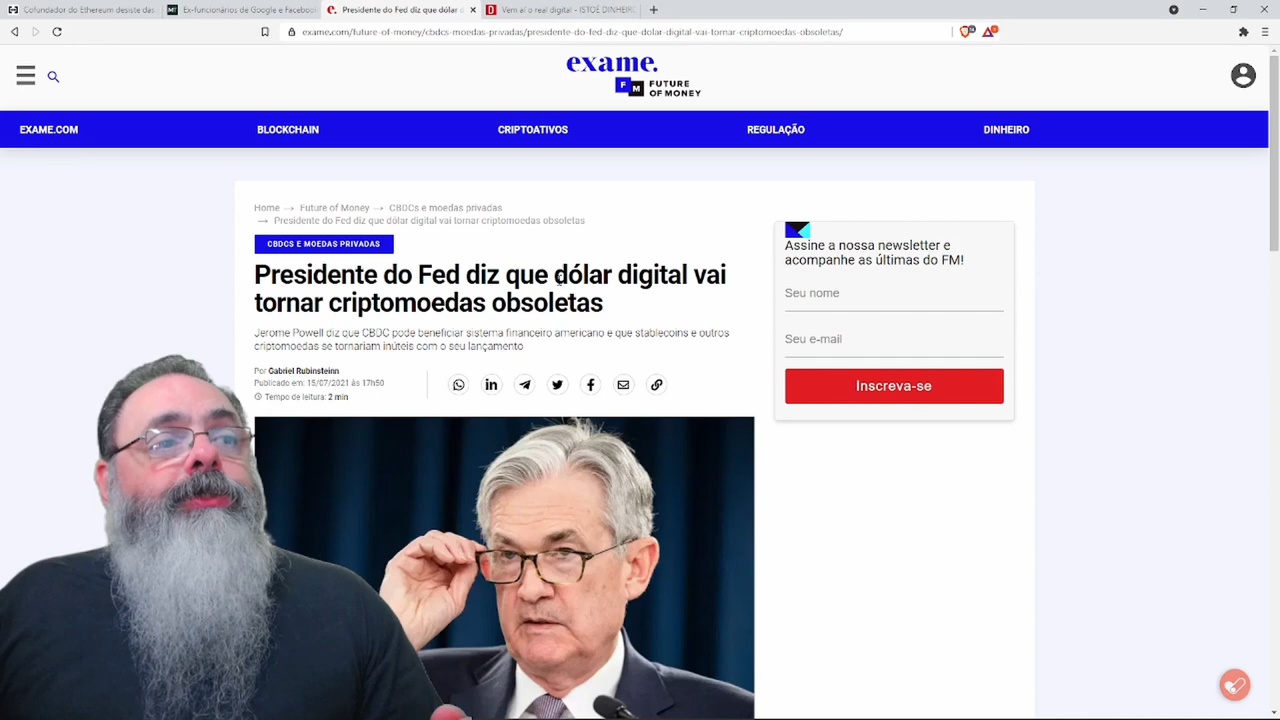 Cofundador do Ethereum desiste das
Ex-funcionários de Google e Facebook
Presidente do Fed diz que dólar d
Vem aí o real digital - ISTOÉ DINHEIRO
exame.com/future-of-money/cbdcs-moedas-privadas/presidente-do-fed-diz-que-dolar-digital-vai-tornar-criptomoedas-obsoletas/
exame.
FM FUTURE
OF MONEY
EXAME.COM
BLOCKCHAIN
CRIPTOATIVOS
REGULAÇÃO
DINHEIRO
Home → Future of Money → CBDCs e moedas privadas
→ Presidente do Fed diz que dólar digital vai tornar criptomoedas obsoletas
CBDCS E MOEDAS PRIVADAS
Presidente do Fed diz que dólar digital vai
tornar criptomoedas obsoletas
Jerome Powell diz que CBDC pode beneficiar sistema financeiro americano e que stablecoins e outros
criptomoedas se tornariam inúteis com o seu lançamento
Por Gabriel Rubinsteinn
Publicado em: 15/07/2021 às 17h50
Tempo de leitura: 2 min
Assine a nossa newsletter e
acompanhe as últimas do FM!
Seu nome
Seu e-mail
Inscreva-se